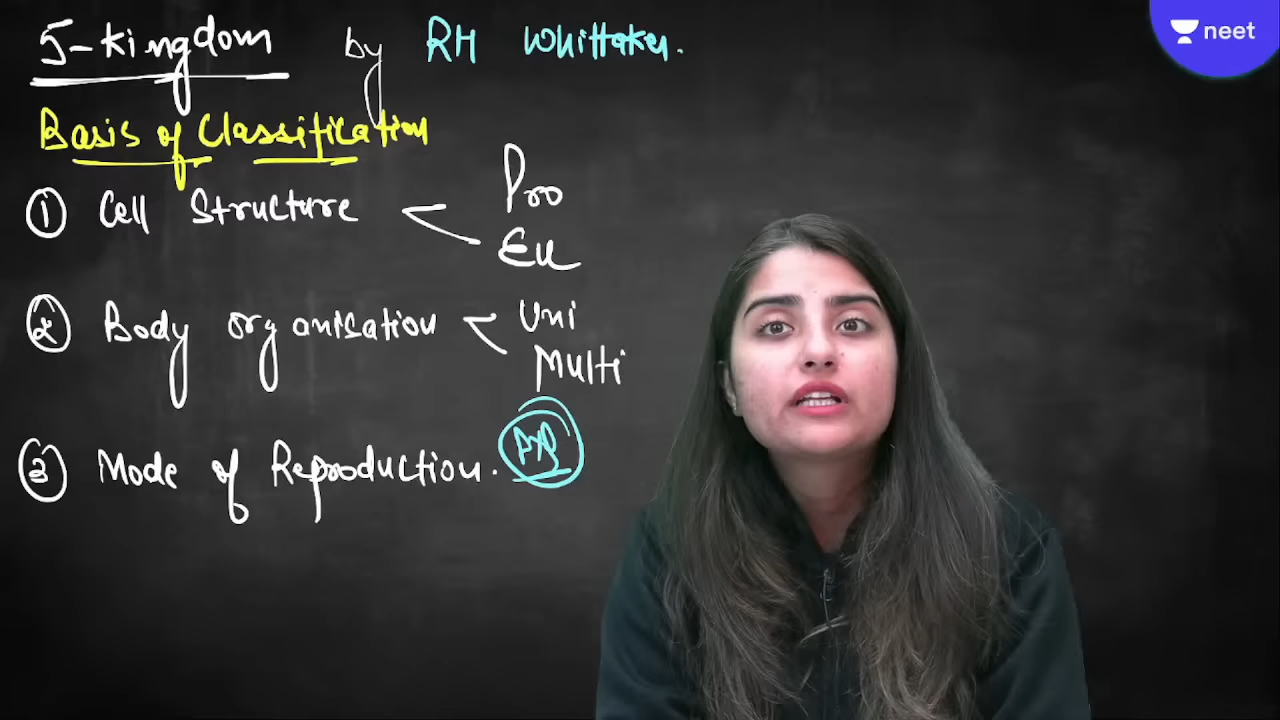 5-kingdom by RH Whittaker.
neet
Basis of Classification
① Cell Structure
Pro
Eu
② Body organisation
Uni
Multi
③ Mode of Reproduction.